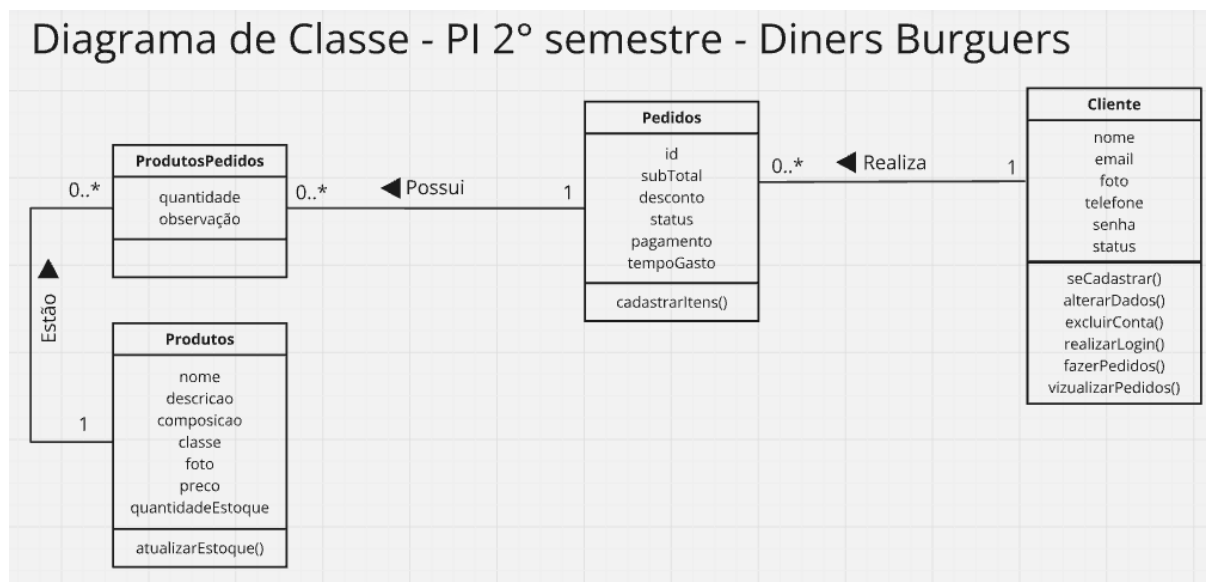 Diagrama de Classe - PI 2° semestre - Diners Burguers
ProdutosPedidos
quantidade
observação
0..*
0..*
Possui
1
Pedidos
id
subTotal
desconto
status
pagamento
tempoGasto
cadastrarItens()
0..*
Realiza
1
Cliente
nome
email
foto
telefone
senha
status
seCadastrar()
alterarDados()
excluirConta()
realizarLogin()
fazerPedidos()
vizualizarPedidos()
Estão
1
Produtos
nome
descricao
composicao
classe
foto
preco
quantidadeEstoque
atualizarEstoque()